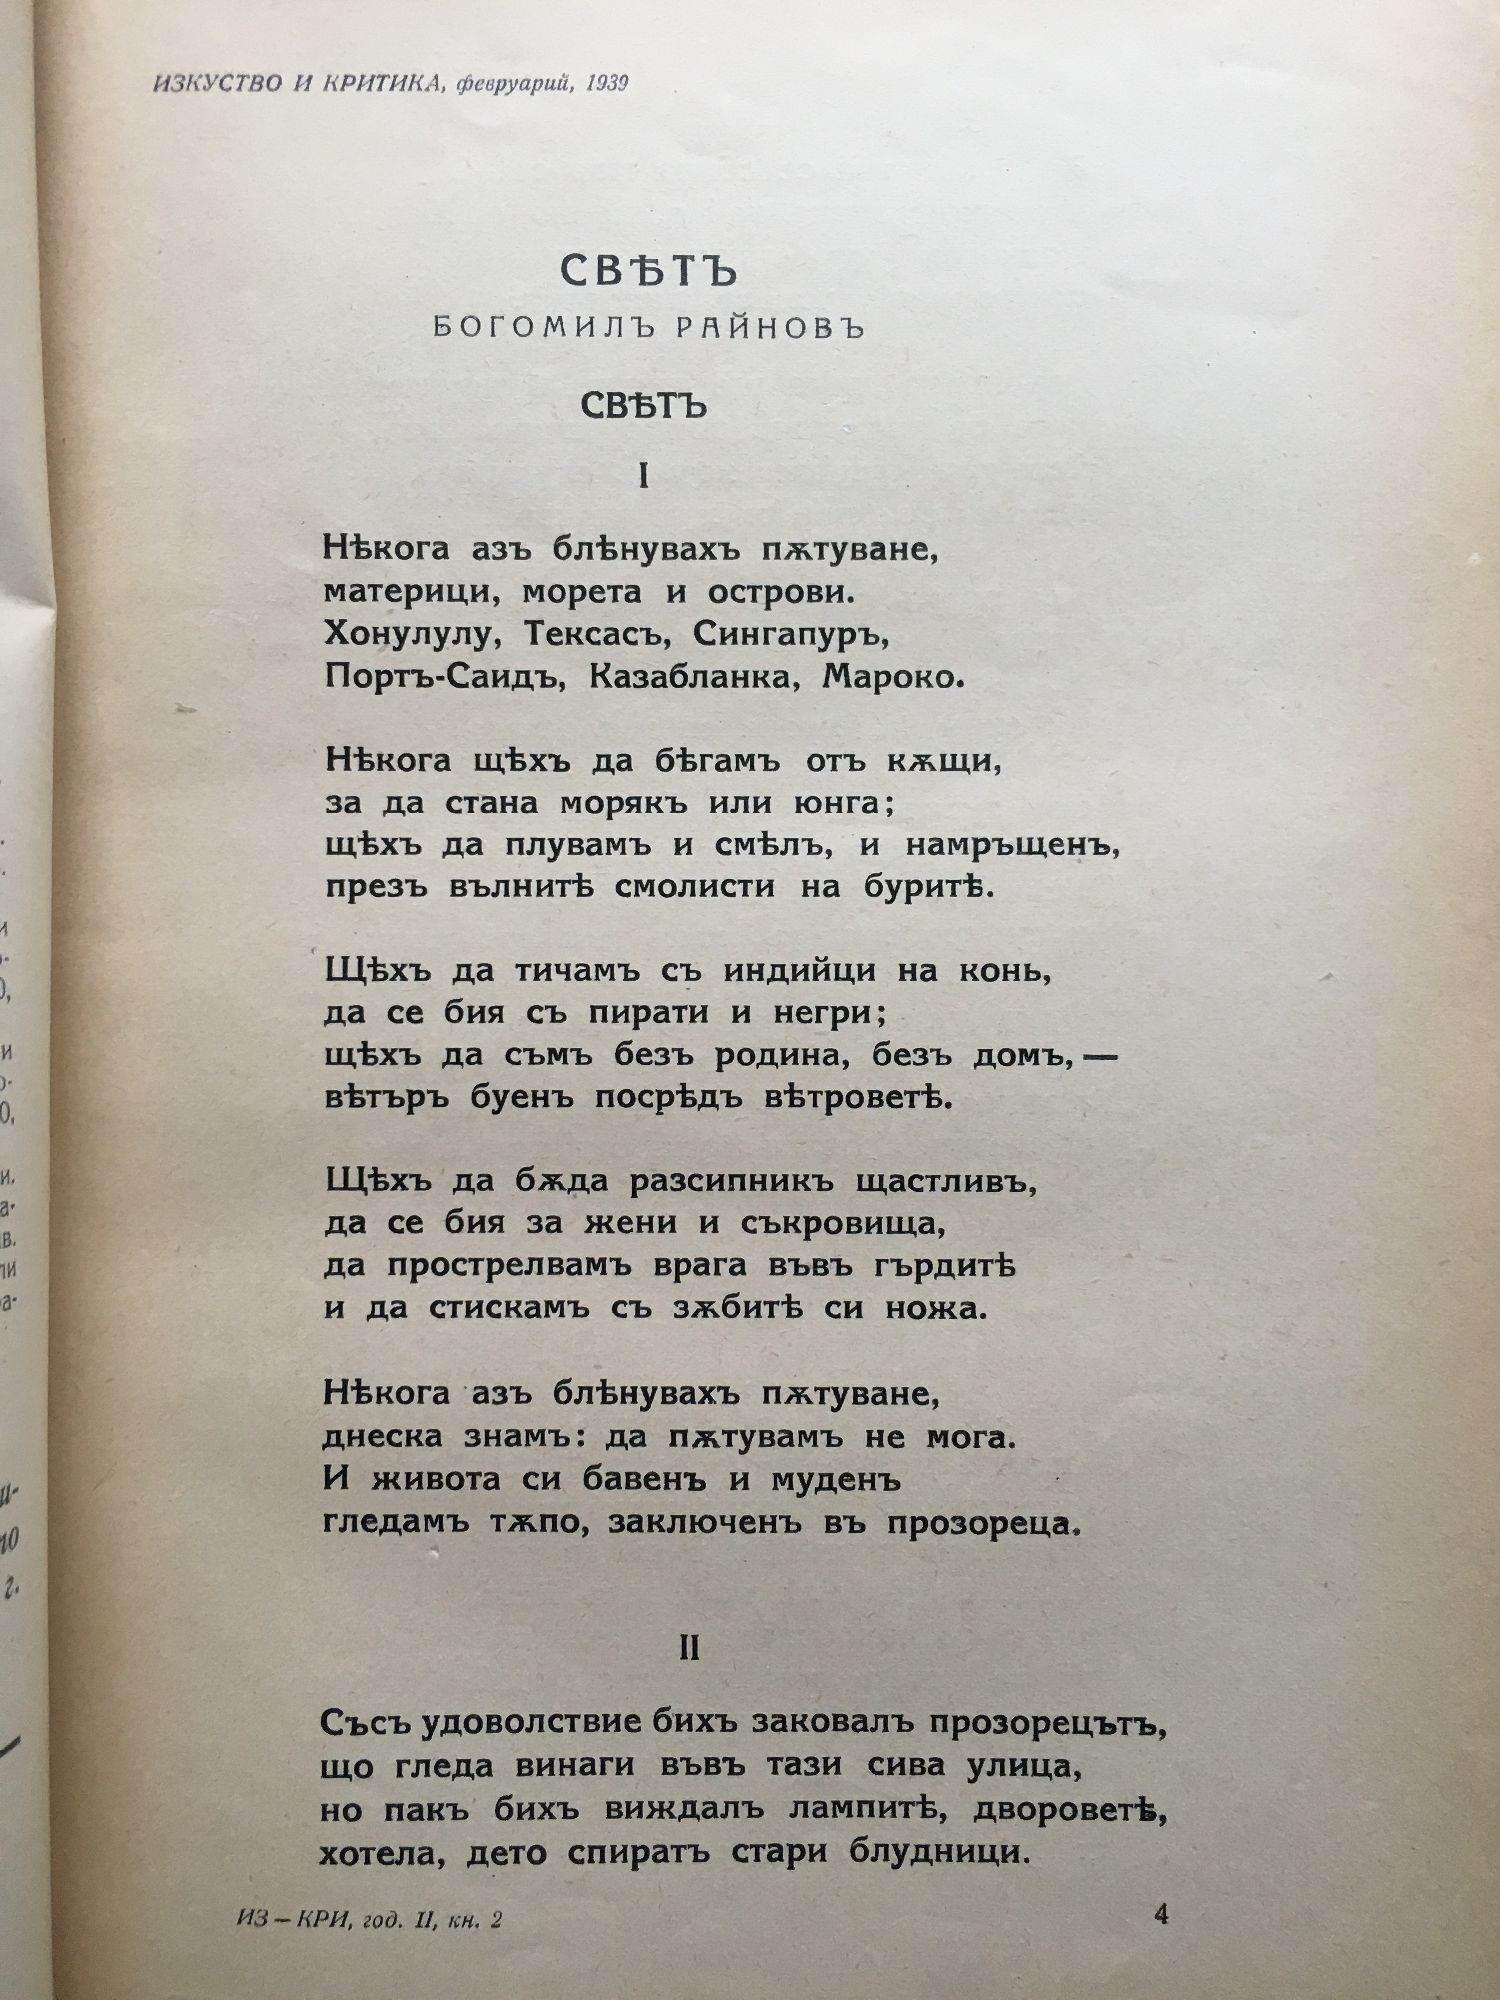 ИЗКУСТВО И КРИТИКА, февруарий, 1939
СВѢТЪ
БОГОМИЛЪ РАЙНОВЪ
СВѢТЪ
I
Нѣкога азъ блѣнувахъ пѫтуване,
материци, морета и острови.
Хонулулу, Тексасъ, Сингапуръ,
Портъ-Саидъ, Казабланка, Мароко.
Нѣкога щѣхъ да бѣгамъ отъ кѫщи,
за да стана морякъ или юнга;
щѣхъ да плувамъ и смѣлъ, и намръщенъ,
презъ вълнитѣ смолисти на буритѣ.
Щѣхъ да тичамъ съ индийци на конь,
да се бия съ пирати и негри;
щѣхъ да съмъ безъ родина, безъ домъ, —
вѣтъръ буенъ посрѣдъ вѣтроветѣ.
Щѣхъ да бѫда разсипникъ щастливъ,
да се бия за жени и съкровища,
да прострелвамъ врага въвъ гърдитѣ
и да стискамъ съ зѫбитѣ си ножа.
Нѣкога азъ блѣнувахъ пѫтуване,
днеска знамъ: да пѫтувамъ не мога.
И живота си бавенъ и муденъ
гледамъ тѫпо, заключенъ въ прозореца.
II
Съсъ удоволствие бихъ заковалъ прозорецътъ,
що гледа винаги въвъ тази сива улица,
но пакъ бихъ виждалъ лампитѣ, двороветѣ,
хотела, дето спиратъ стари блудници.
ИЗ — КРИ, год. II, кн. 2
4